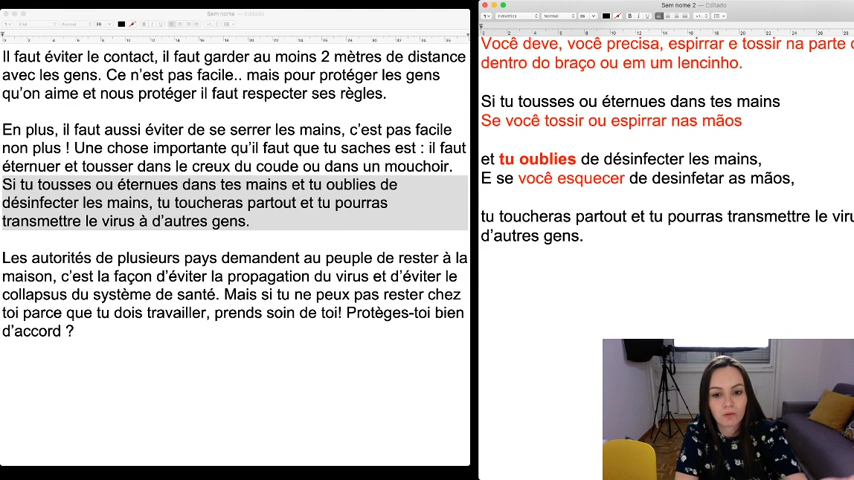 Sem nome — Editado
Il faut éviter le contact, il faut garder au moins 2 mètres de distance
avec les gens. Ce n'est pas facile.. mais pour protéger les gens
qu'on aime et nous protéger il faut respecter ses règles.
En plus, il faut aussi éviter de se serrer les mains, c'est pas facile
non plus ! Une chose importante qu'il faut que tu saches est : il faut
éternuer et tousser dans le creux du coude ou dans un mouchoir.
Si tu tousses ou éternues dans tes mains et tu oublies de
désinfecter les mains, tu toucheras partout et tu pourras
transmettre le virus à d'autres gens.
Les autorités de plusieurs pays demandent au peuple de rester à la
maison, c'est la façon d'éviter la propagation du virus et d'éviter le
collapsus du système de santé. Mais si tu ne peux pas rester chez
toi parce que tu dois travailler, prends soin de toi! Protèges-toi bien
d'accord ?
Sem nome 2 — Editado
Você deve, você precisa, espirrar e tossir na parte
dentro do braço ou em um lencinho.
Si tu tousses ou éternues dans tes mains
Se você tossir ou espirrar nas mãos
et tu oublies de désinfecter les mains,
E se você esquecer de desinfetar as mãos,
tu toucheras partout et tu pourras transmettre le viru
d'autres gens.